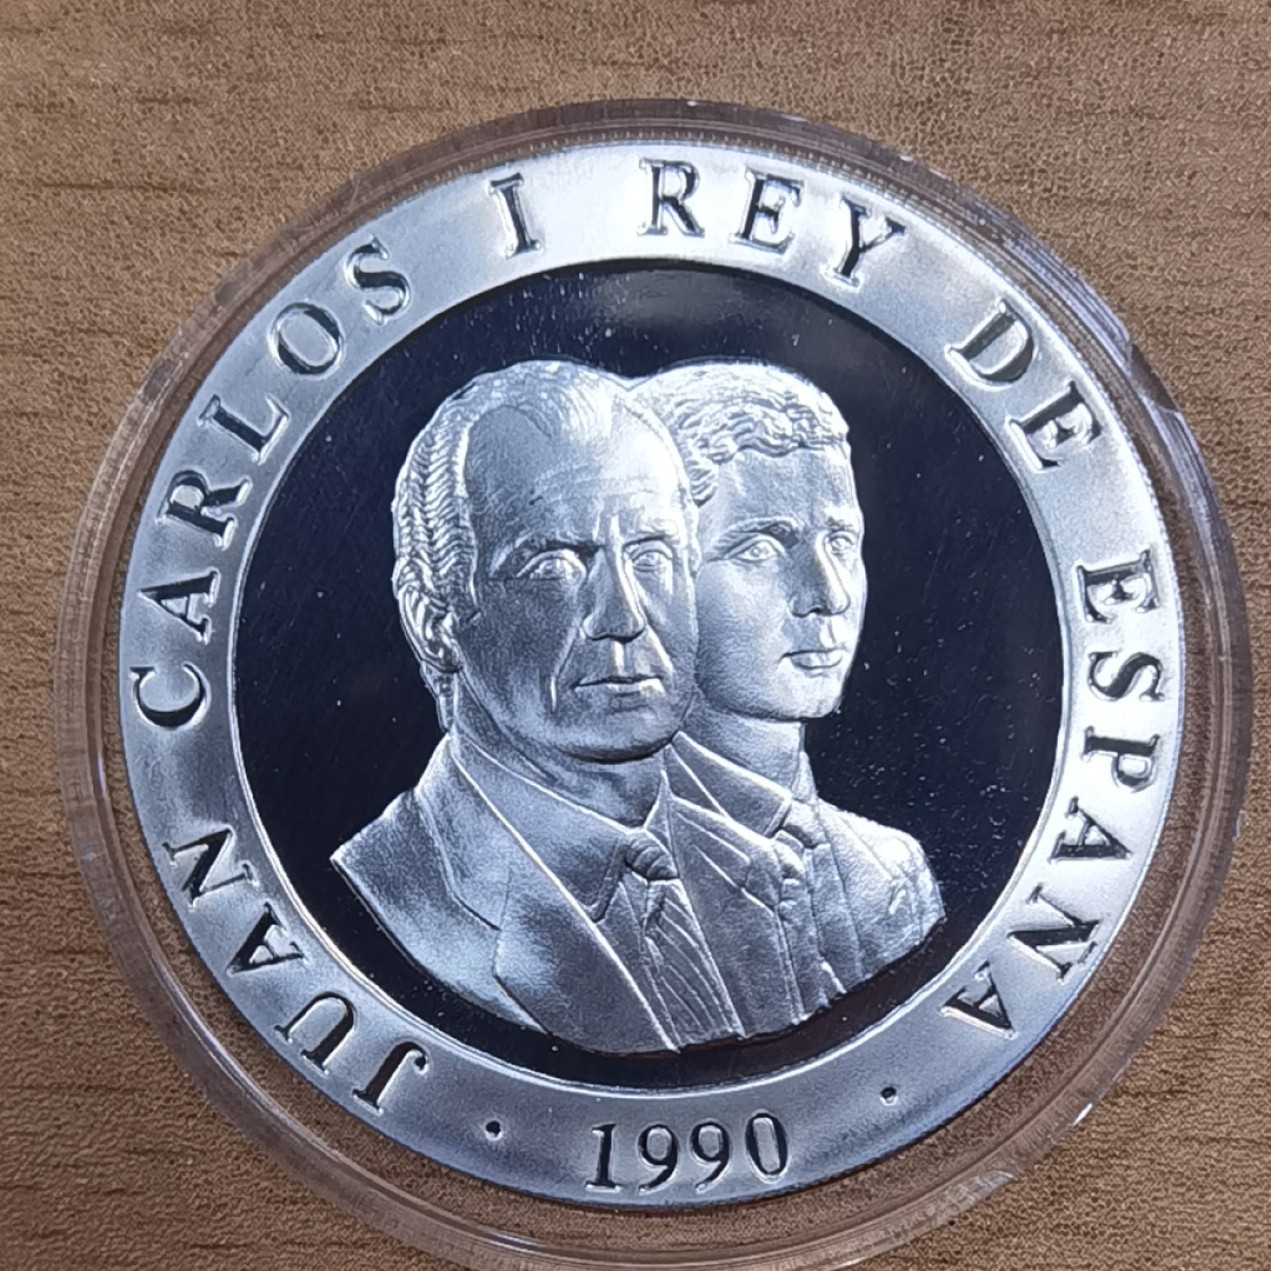 JUAN CARLOS I REY DE ESPANA
· 1990 ·